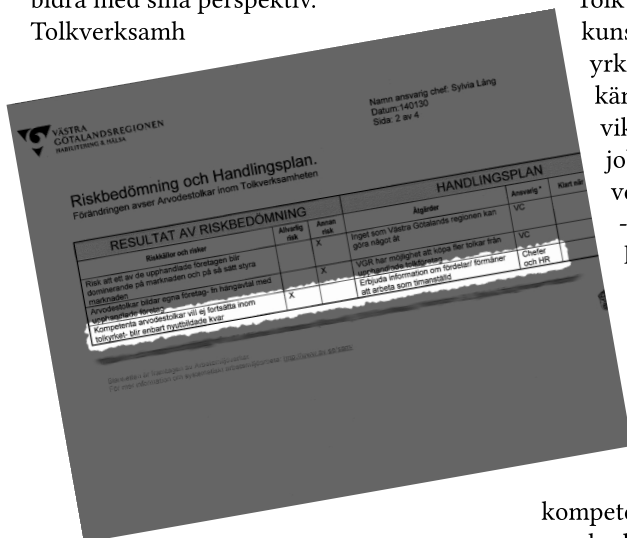 bidra med sina perspektiv.
Tolkverksamh
kuns
yrk
kän
vik
VÄSTRA
GÖTALANDSREGIONEN
HABILITERING & HÄLSA
Namn ansvarig chef: Sylvia Läng
Datum:140130
Sida: 2 av 4
Riskbedömning och Handlingsplan.
Förändringen avser Arvodestolkar inom Tolkverksamheten
RESULTAT AV RISKBEDÖMNING HANDLINGSPLAN
Riskkällor och risker Allvarlig risk Annan risk Åtgärder Ansvarig * Klart när
Risk att ett av de upphandlade företagen blir
dominerande på marknaden och på så sätt styra
marknaden
X
Inget som Västra Götalands regionen kan
göra något åt
VC
Arvodestolkar bildar egna företag- fn hängavtal med
upphandlade företag
X
VGR har möjlighet att köpa fler tolkar från
upphandlade tolkföretag
VC
Kompetenta arvodestolkar vill ej fortsätta inom
tolkyrket- blir enbart nyutbildade kvar
X
Erbjuda information om fördelar/ förmåner
att arbeta som timanställd
Chefer
och HR
kompete